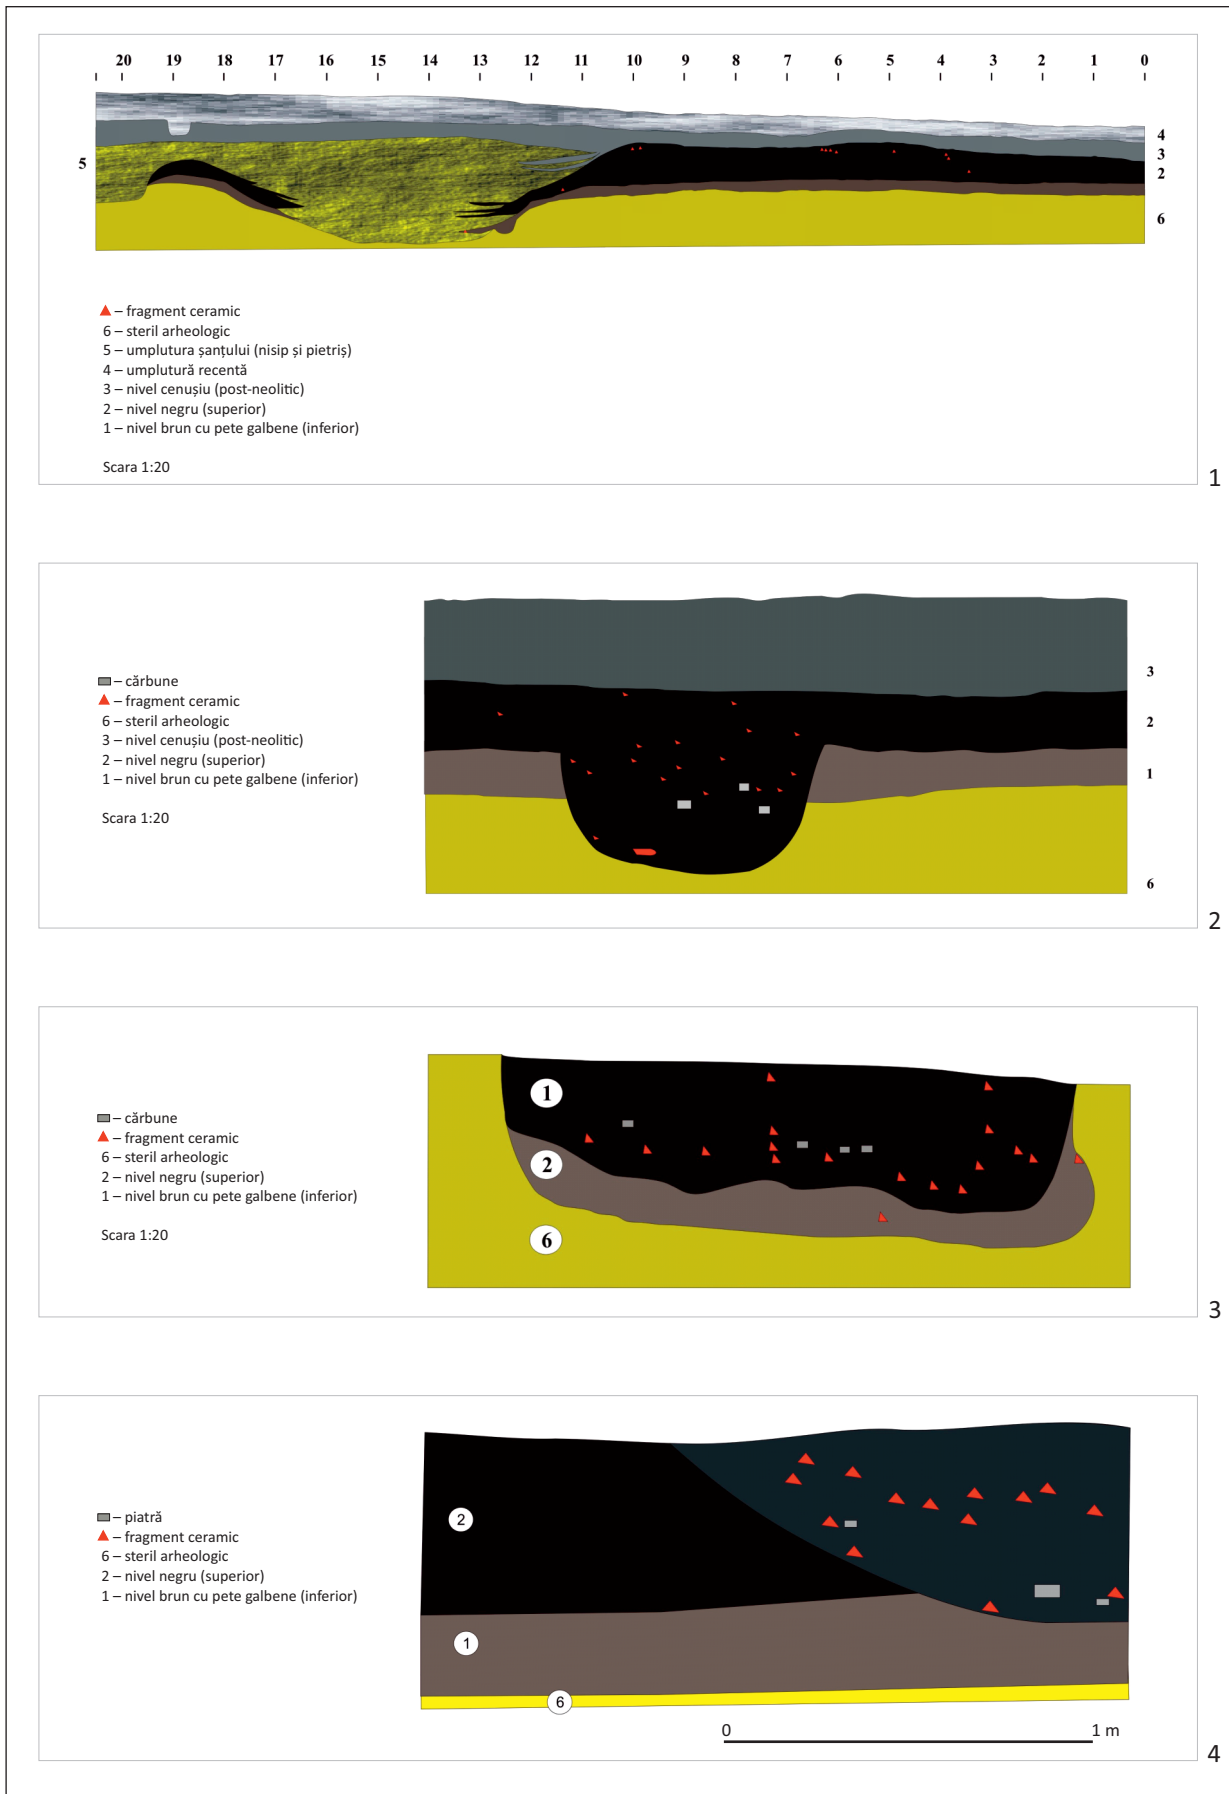 20 19 18 17 16 15 14 13 12 11 10 9 8 7 6 5 4 3 2 1 0
4
5
3
2
6
– fragment ceramic
6 – steril arheologic
5 – umplutura șanțului (nisip și pietriș)
4 – umplutură recentă
3 – nivel cenușiu (post-neolitic)
2 – nivel negru (superior)
1 – nivel brun cu pete galbene (inferior)
Scara 1:20
1
3
2
1
6
– cărbune
– fragment ceramic
6 – steril arheologic
3 – nivel cenușiu (post-neolitic)
2 – nivel negru (superior)
1 – nivel brun cu pete galbene (inferior)
Scara 1:20
2
1
2
6
– cărbune
– fragment ceramic
6 – steril arheologic
2 – nivel negru (superior)
1 – nivel brun cu pete galbene (inferior)
Scara 1:20
3
2
1
6
– piatră
– fragment ceramic
6 – steril arheologic
2 – nivel negru (superior)
1 – nivel brun cu pete galbene (inferior)
0 1 m
4